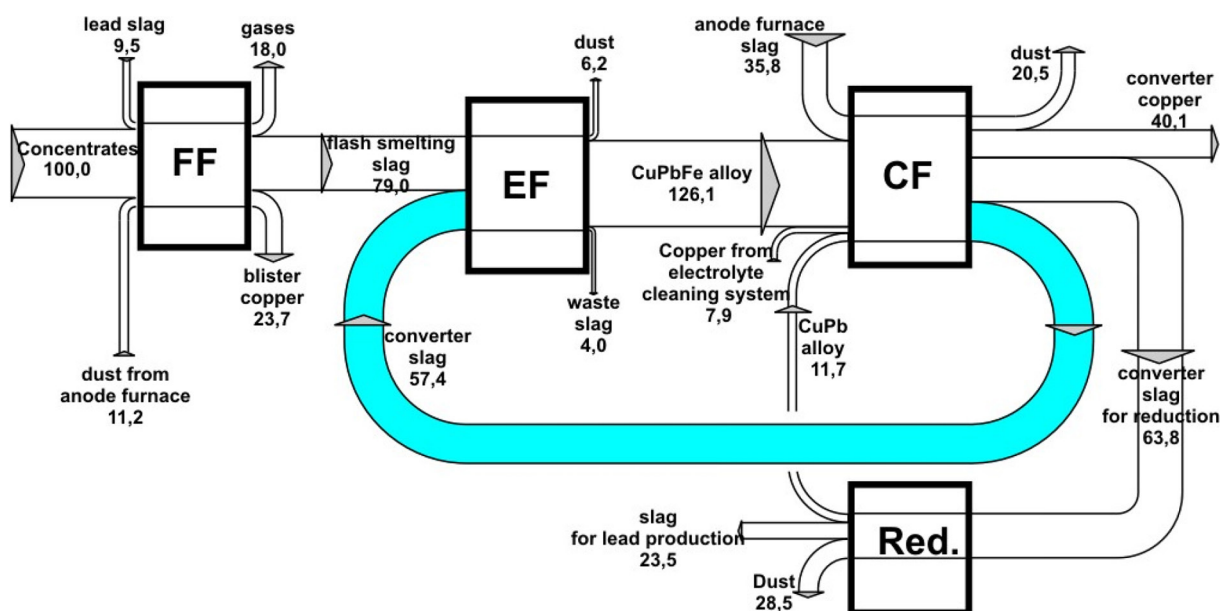 lead slag
9,5
gases
18,0
Concentrates
100,0
FF
dust from
anode furnace
11,2
blister
copper
23,7
flash smelting
slag
79,0
EF
dust
6,2
waste
slag
4,0
converter
slag
57,4
CuPbFe alloy
126,1
anode furnace
slag
35,8
CF
dust
20,5
converter
copper
40,1
Copper from
electrolyte
cleaning system
7,9
CuPb
alloy
11,7
converter
slag
for reduction
63,8
Red.
slag
for lead production
23,5
Dust
28,5